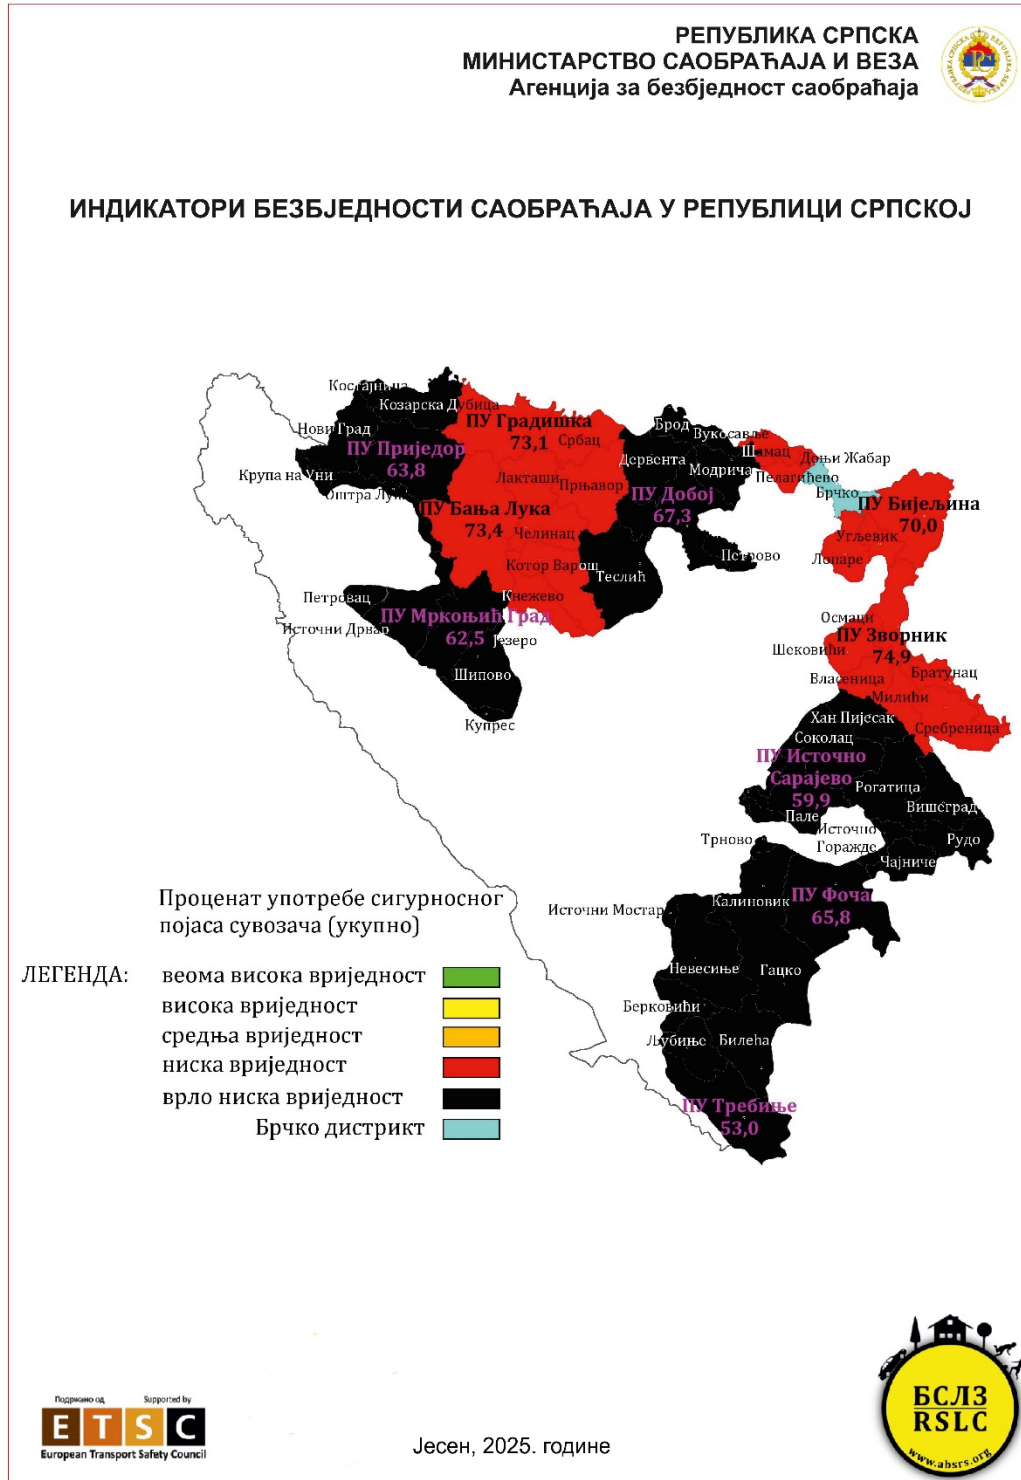 РЕПУБЛИКА СРПСКА
МИНИСТАРСТВО САОБРАЋАЈА И ВЕЗА
Агенција за безбједност саобраћаја
ИНДИКАТОРИ БЕЗБЈЕДНОСТИ САОБРАЋАЈА У РЕПУБЛИЦИ СРПСКОЈ
Костајница
Козарска Дубица
Нови Град
ПУ Приједор
63,8
Крупа на Уни
Оштра Лука
ПУ Градишка
73,1
Србац
Лакташи
Прњавор
ПУ Бања Лука
73,4
Челинац
Котор Варош
Кнежево
Брод
Вукосавље
Дервента
Модрича
ПУ Добој
67,3
Петрово
Теслић
Шамац
Доњи Жабар
Пелагићево
Брчко
ПУ Бијељина
70,0
Угљевик
Лопаре
Петровац
Источни Дрвар
ПУ Мркоњић Град
62,5
Језеро
Шипово
Купрес
Осмаци
ПУ Зворник
74,9
Шековићи
Братунац
Власеница
Милићи
Сребреница
Хан Пијесак
Соколац
ПУ Источно
Сарајево
59,9
Рогатица
Вишеград
Пале
Источно
Горажде
Рудо
Трново
Чајниче
Калиновик
ПУ Фоча
65,8
Источни Мостар
Невесиње
Гацко
Берковићи
Љубиње
Билећа
ПУ Требиње
53,0
Проценат употребе сигурносног
појаса сувозача (укупно)
ЛЕГЕНДА:
веома висока вриједност
висока вриједност
средња вриједност
ниска вриједност
врло ниска вриједност
Брчко дистрикт
Подржано од Supported by
ETSC
European Transport Safety Council
Јесен, 2025. године
БСЛЗ
RSLC
www.absrs.org